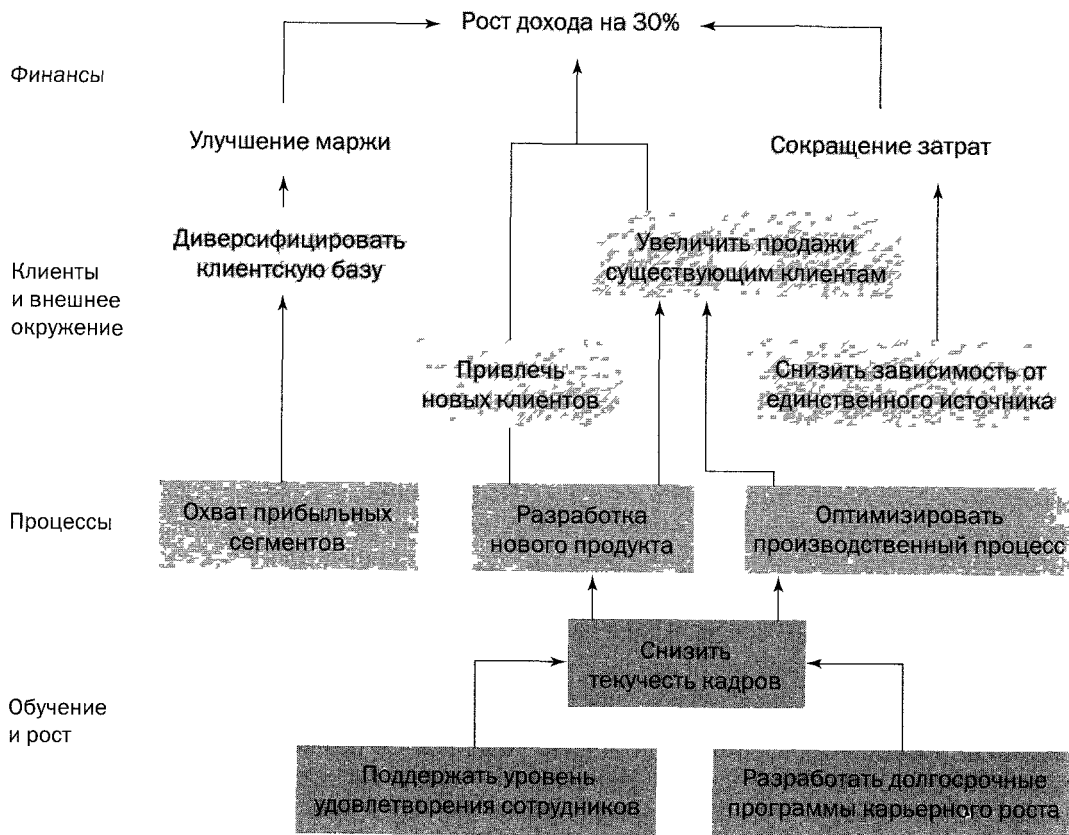 Рост дохода на 30%
Финансы
Улучшение маржи
Сокращение затрат
Диверсифицировать
клиентскую базу
Увеличить продажи
существующим клиентам
Клиенты
и внешнее
окружение
Привлечь
новых клиентов
Снизить зависимость от
единственного источника
Процессы
Охват прибыльных
сегментов
Разработка
нового продукта
Оптимизировать
производственный процесс
Снизить
текучесть кадров
Обучение
и рост
Поддержать уровень
удовлетворения сотрудников
Разработать долгосрочные
программы карьерного роста